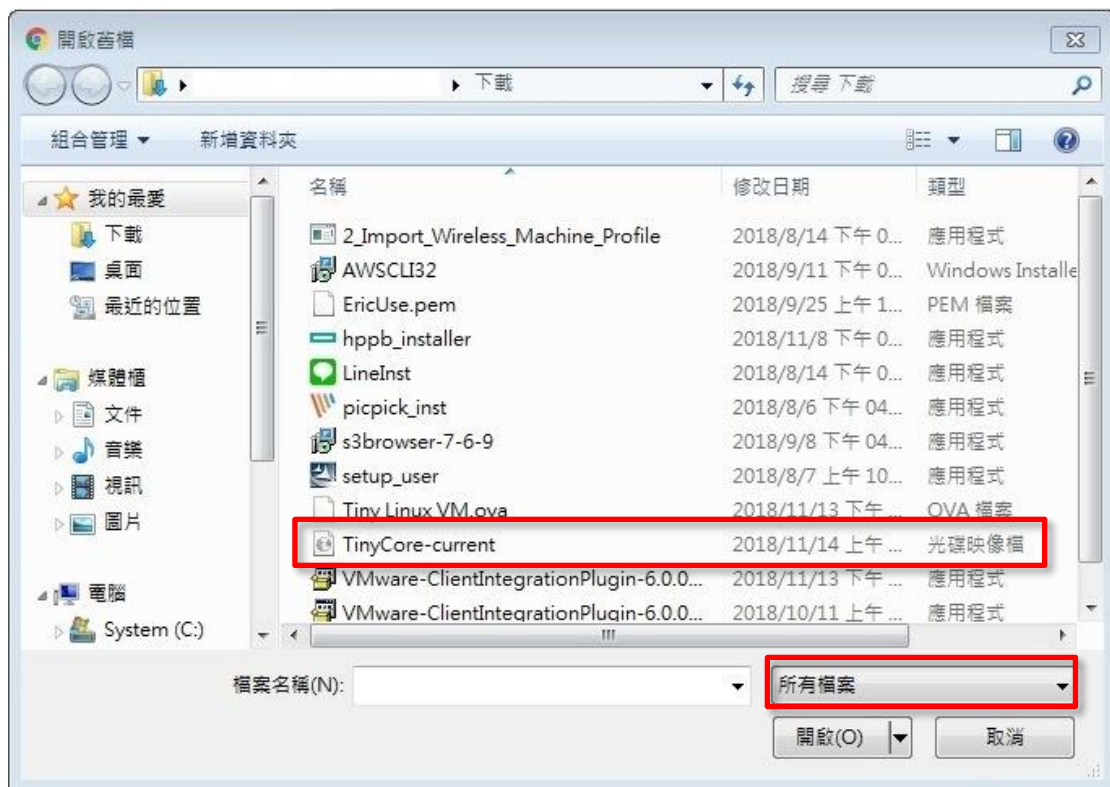 開啟舊檔
下載
搜尋 下載
組合管理 新增資料夾
名稱 修改日期 類型
我的最愛
下載
桌面
最近的位置
媒體櫃
文件
音樂
視訊
圖片
電腦
System (C:)
2_Import_Wireless_Machine_Profile 2018/8/14 下午 0... 應用程式
AWSCLI32 2018/9/11 下午 0... Windows Installe
EricUse.pem 2018/9/25 上午 1... PEM 檔案
hppb_installer 2018/11/8 下午 0... 應用程式
LineInst 2018/8/14 下午 0... 應用程式
picpick_inst 2018/8/6 下午 04... 應用程式
s3browser-7-6-9 2018/9/8 下午 04... 應用程式
setup_user 2018/8/7 上午 10... 應用程式
Tiny Linux VM.ova 2018/11/13 下午 ... OVA 檔案
TinyCore-current 2018/11/14 上午 ... 光碟映像檔
VMware-ClientIntegrationPlugin-6.0.0... 2018/11/13 下午 ... 應用程式
VMware-ClientIntegrationPlugin-6.0.0... 2018/10/11 上午 ... 應用程式
檔案名稱(N): 所有檔案
開啟(O) 取消